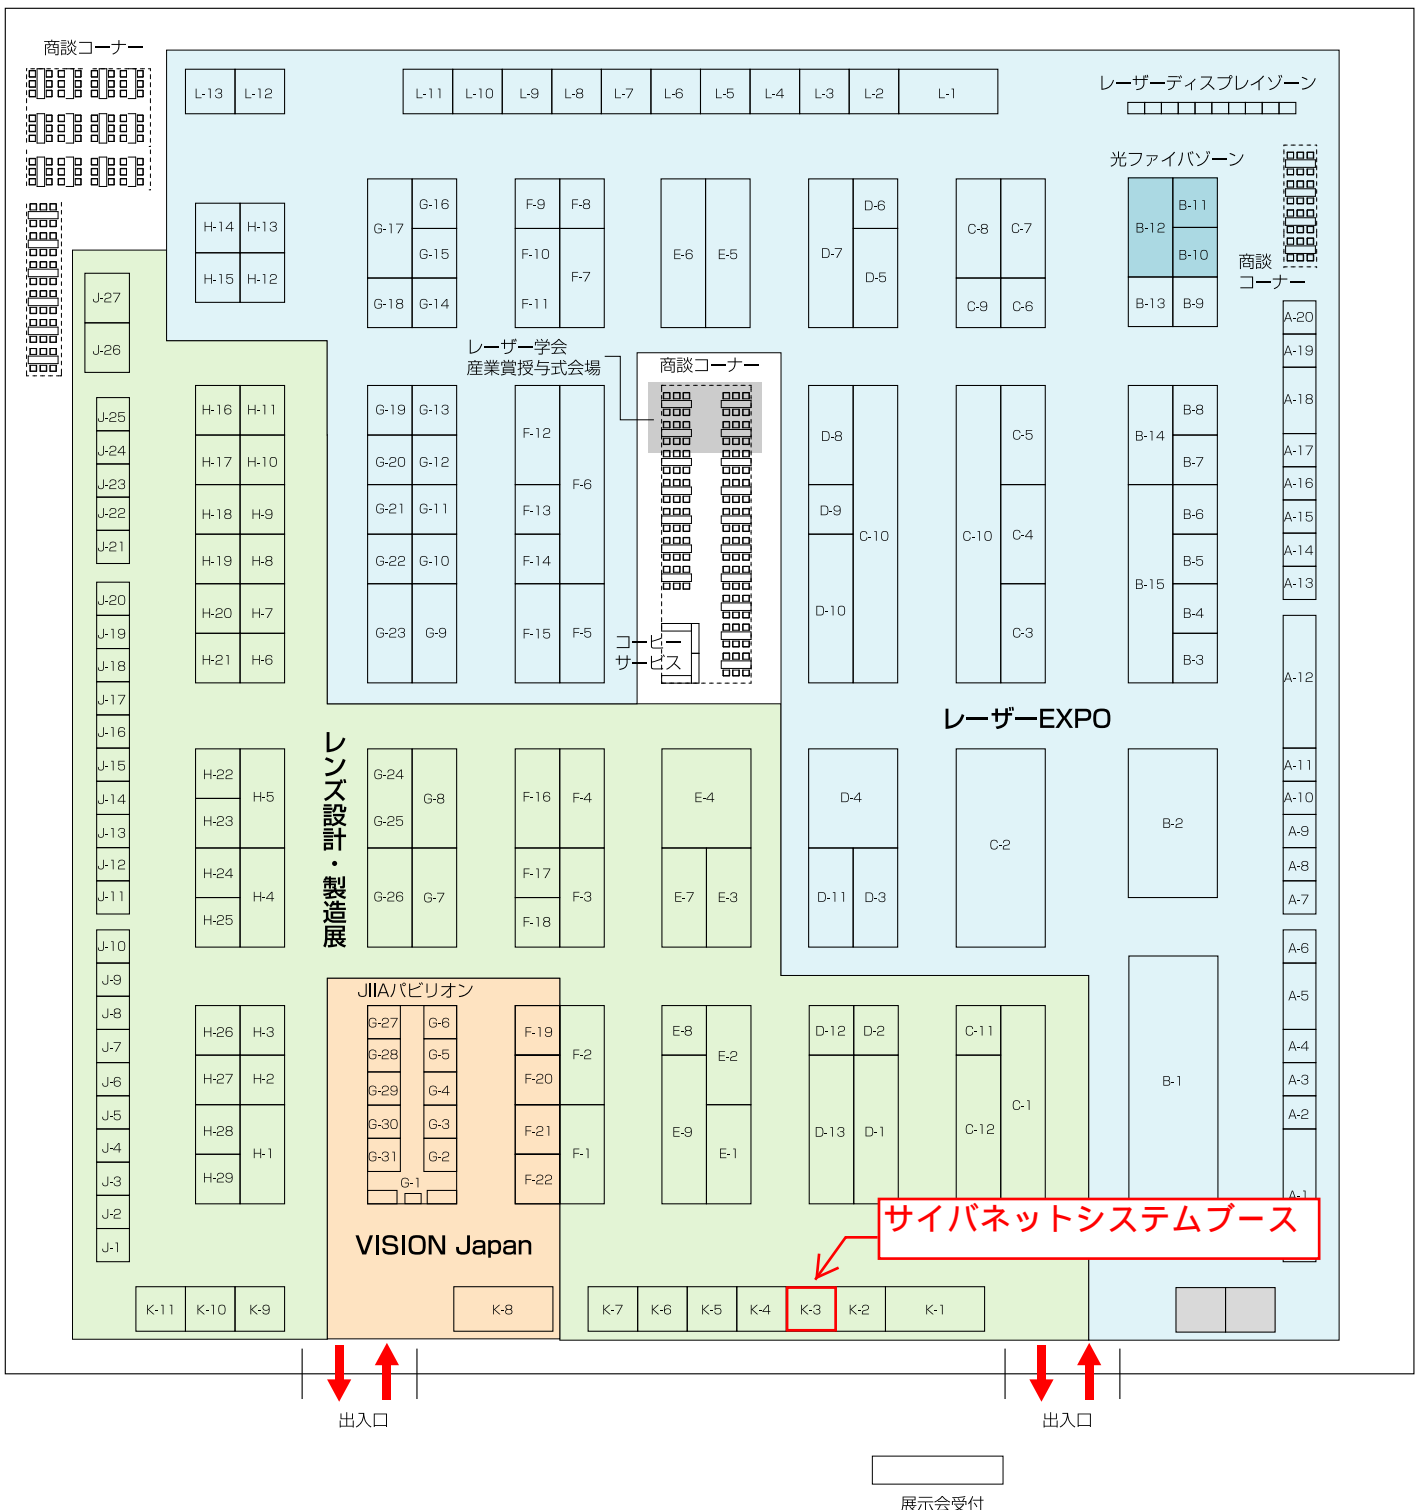 商談コーナー
L-13
L-12
L-11
L-10
L-9
L-8
L-7
L-6
L-5
L-4
L-3
L-2
L-1
レーザーディスプレイゾーン
光ファイバゾーン
H-14
H-13
H-15
H-12
G-17
G-16
G-15
G-18
G-14
F-9
F-8
F-10
F-7
F-11
E-6
E-5
D-7
D-6
D-5
C-8
C-7
C-9
C-6
B-12
B-11
B-10
B-13
B-9
商談
コーナー
J-27
J-26
レーザー学会
産業賞授与式会場
商談コーナー
A-20
A-19
A-18
A-17
A-16
A-15
A-14
A-13
A-12
A-11
A-10
A-9
A-8
A-7
A-6
A-5
A-4
A-3
A-2
A-1
J-25
J-24
J-23
J-22
J-21
J-20
J-19
J-18
J-17
J-16
J-15
J-14
J-13
J-12
J-11
J-10
J-9
J-8
J-7
J-6
J-5
J-4
J-3
J-2
J-1
H-16
H-11
H-17
H-10
H-18
H-9
H-19
H-8
H-20
H-7
H-21
H-6
G-19
G-13
G-20
G-12
G-21
G-11
G-22
G-10
G-23
G-9
F-12
F-6
F-13
F-14
F-15
F-5
コーピー
サービス
D-8
D-9
D-10
C-10
C-10
C-5
C-4
C-3
B-14
B-8
B-7
B-15
B-6
B-5
B-4
B-3
レーザーEXPO
レンズ設計・製造展
H-22
H-5
H-23
H-24
H-4
H-25
G-24
G-8
G-25
G-26
G-7
F-16
F-4
F-17
F-3
F-18
E-4
E-7
E-3
D-4
D-11
D-3
C-2
B-2
JIIAパビリオン
H-26
H-3
H-27
H-2
H-28
H-1
H-29
G-27
G-6
G-28
G-5
G-29
G-4
G-30
G-3
G-31
G-2
G-1
F-19
F-2
F-20
F-21
F-1
F-22
E-8
E-2
E-9
E-1
D-12
D-2
D-13
D-1
C-11
C-1
C-12
B-1
サイバネットシステムブース
VISION Japan
K-11
K-10
K-9
K-8
K-7
K-6
K-5
K-4
K-3
K-2
K-1
出入口
出入口
展示会受付